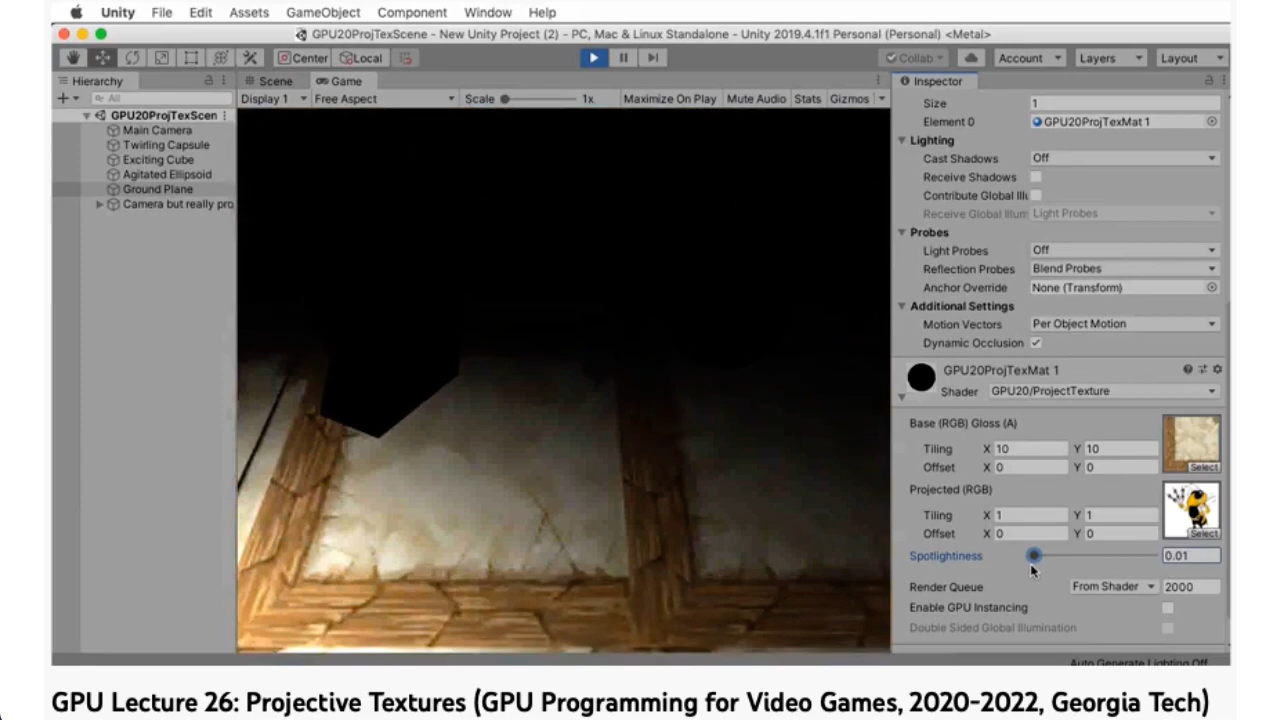 Unity File Edit Assets GameObject Component Window Help
GPU20ProjTexScene - New Unity Project (2) - PC, Mac & Linux Standalone - Unity 2019.4.1f1 Personal (Personal) <Metal>
Center Local Collab Account Layers Layout
Hierarchy Scene Game Inspector
All Display 1 Free Aspect Scale 1x Maximize On Play Mute Audio Stats Gizmos
GPU20ProjTexScen
Main Camera
Twirling Capsule
Exciting Cube
Agitated Ellipsoid
Ground Plane
Camera but really pro
Size 1
Element 0 GPU20ProjTexMat 1
Lighting
Cast Shadows Off
Receive Shadows
Contribute Global Illu
Receive Global Illum Light Probes
Probes
Light Probes Off
Reflection Probes Blend Probes
Anchor Override None (Transform)
Additional Settings
Motion Vectors Per Object Motion
Dynamic Occlusion
GPU20ProjTexMat 1
Shader GPU20/ProjectTexture
Base (RGB) Gloss (A)
Tiling X 10 Y 10
Offset X 0 Y 0
Select
Projected (RGB)
Tiling X 1 Y 1
Offset X 0 Y 0
Select
Spotlightiness 0.01
Render Queue From Shader 2000
Enable GPU Instancing
Double Sided Global Illumination
Auto Generate Lighting Off
GPU Lecture 26: Projective Textures (GPU Programming for Video Games, 2020-2022, Georgia Tech)